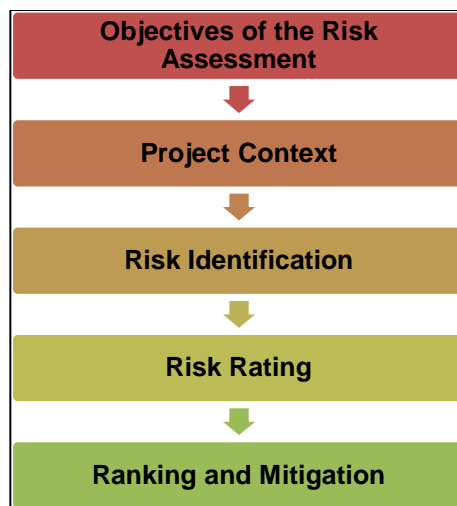 Objectives of the Risk
Assessment
Project Context
Risk Identification
Risk Rating
Ranking and Mitigation